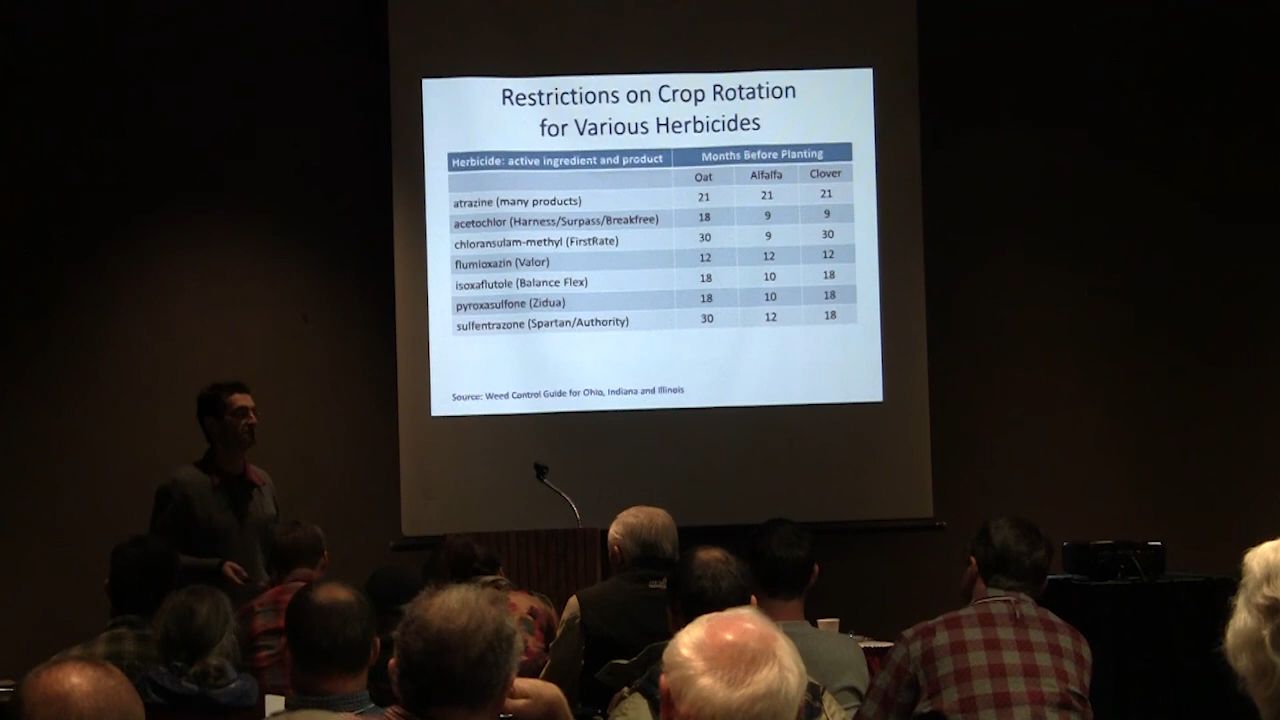 Restrictions on Crop Rotation
for Various Herbicides
Herbicide: active ingredient and product Months Before Planting
Oat Alfalfa Clover
atrazine (many products) 21 21 21
acetochlor (Harness/Surpass/Breakfree) 18 9 9
chloransulam-methyl (FirstRate) 30 9 30
flumioxazin (Valor) 12 12 12
isoxaflutole (Balance Flex) 18 10 18
pyroxasulfone (Zidua) 18 10 18
sulfentrazone (Spartan/Authority) 30 12 18
Source: Weed Control Guide for Ohio, Indiana and Illinois